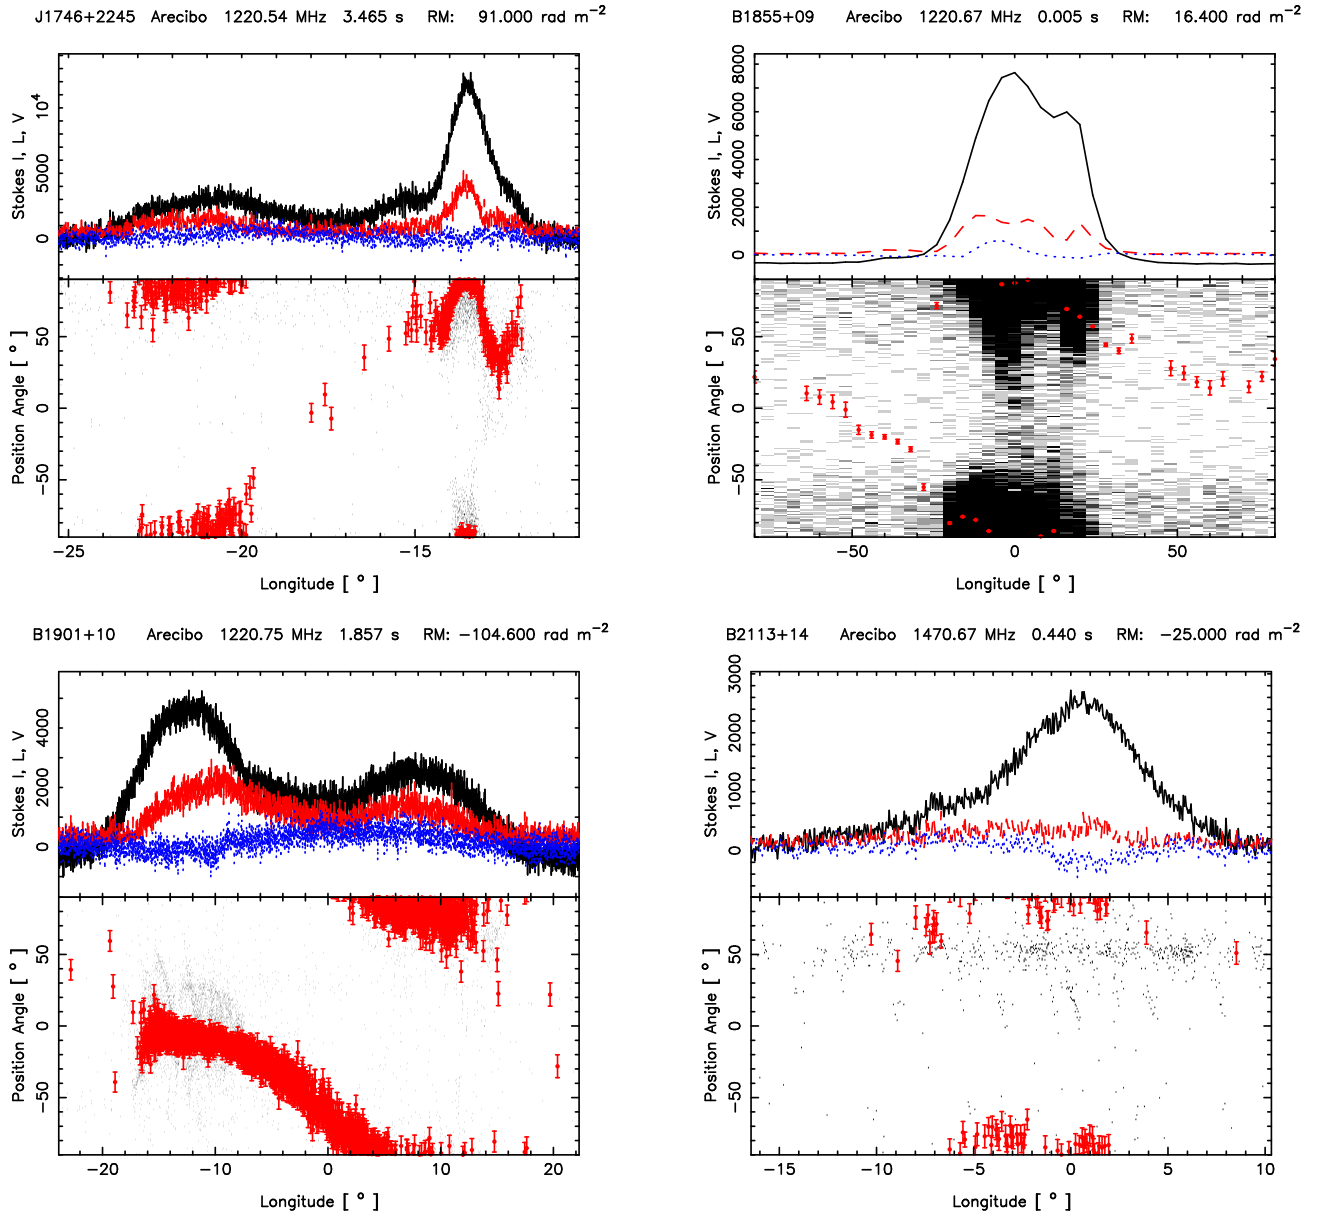 J1746+2245 Arecibo 1220.54 MHz 3.465 s RM: 91.000 rad m−2
Stokes I, L, V
0 5000 10^4
Position Angle [ ° ]
−50 0 50
−25 −20 −15
Longitude [ ° ]
B1855+09 Arecibo 1220.67 MHz 0.005 s RM: 16.400 rad m−2
Stokes I, L, V
0 2000 4000 6000 8000
Position Angle [ ° ]
−50 0 50
−50 0 50
Longitude [ ° ]
B1901+10 Arecibo 1220.75 MHz 1.857 s RM: −104.600 rad m−2
Stokes I, L, V
0 2000 4000
Position Angle [ ° ]
−50 0 50
−20 −10 0 10 20
Longitude [ ° ]
B2113+14 Arecibo 1470.67 MHz 0.440 s RM: −25.000 rad m−2
Stokes I, L, V
0 1000 2000 3000
Position Angle [ ° ]
−50 0 50
−15 −10 −5 0 5 10
Longitude [ ° ]